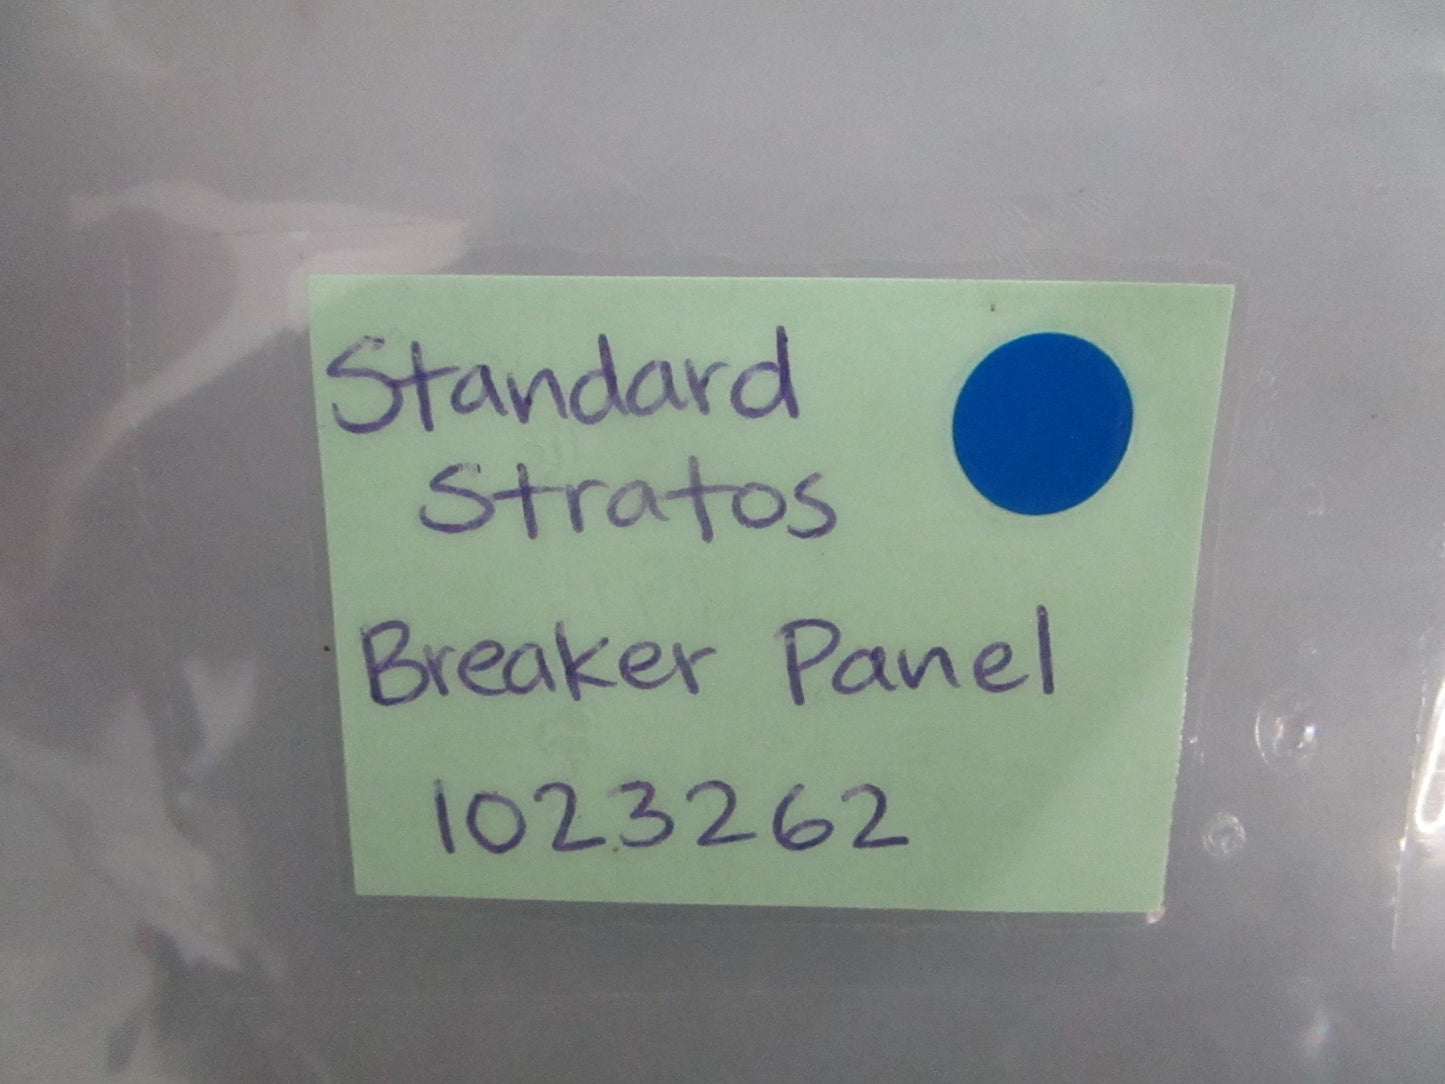 Standard
Stratos
Breaker Panel
1023262